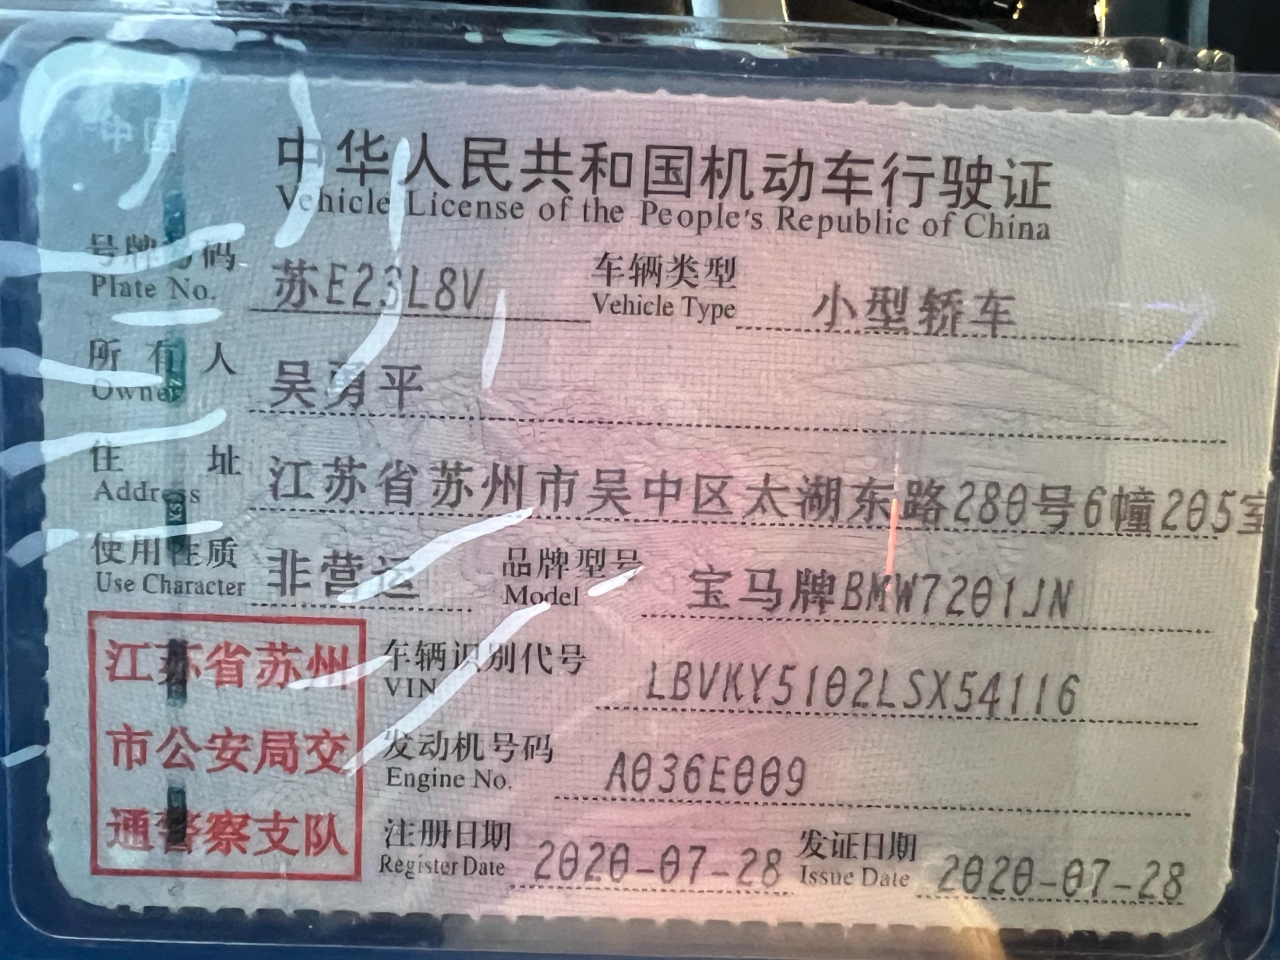 中国
中华人民共和国机动车行驶证
Vehicle License of the People's Republic of China
号牌号码 苏E23L8V 车辆类型 小型轿车
Plate No. Vehicle Type
所有人 吴勇平
Owner
住址 江苏省苏州市吴中区太湖东路280号6幢205室
Address
使用性质 非营运 品牌型号 宝马牌BMW7201JN
Use Character Model
江苏省苏州
市公安局交
通警察支队
车辆识别代号 LBVKY5102LSX54116
VIN
发动机号码 A036E009
Engine No.
注册日期 2020-07-28 发证日期 2020-07-28
Register Date Issue Date